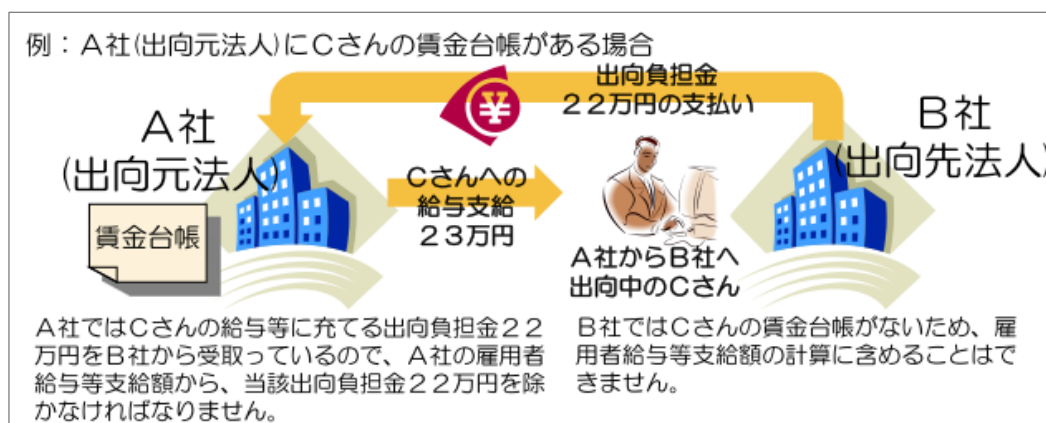 例：Ａ社(出向元法人)にＣさんの賃金台帳がある場合
出向負担金
２２万円の支払い
Ａ社
(出向元法人)
Ｂ社
(出向先法人)
Ｃさんへの
給与支給
２３万円
賃金台帳
Ａ社からＢ社へ
出向中のＣさん
Ａ社ではＣさんの給与等に充てる出向負担金２２
万円をＢ社から受取っているので、Ａ社の雇用者
給与等支給額から、当該出向負担金２２万円を除
かなければなりません。
Ｂ社ではＣさんの賃金台帳がないため、雇
用者給与等支給額の計算に含めることはで
きません。